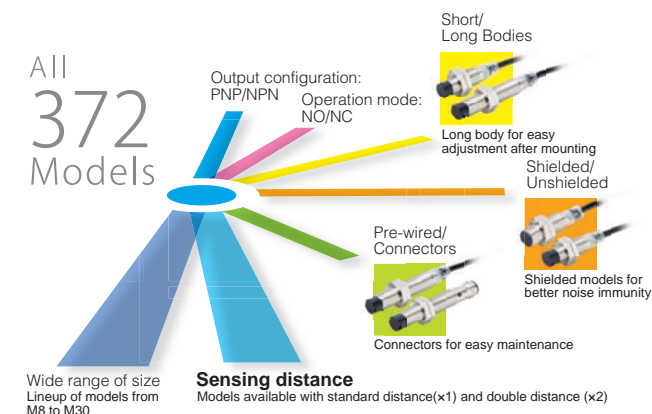 All
372
Models
Output configuration:
PNP/NPN
Operation mode:
NO/NC
Short/
Long Bodies
Long body for easy
adjustment after mounting
Shielded/
Unshielded
Shielded models for
better noise immunity
Pre-wired/
Connectors
Connectors for easy maintenance
Wide range of size
Lineup of models from
M8 to M30
Sensing distance
Models available with standard distance(×1) and double distance (×2)